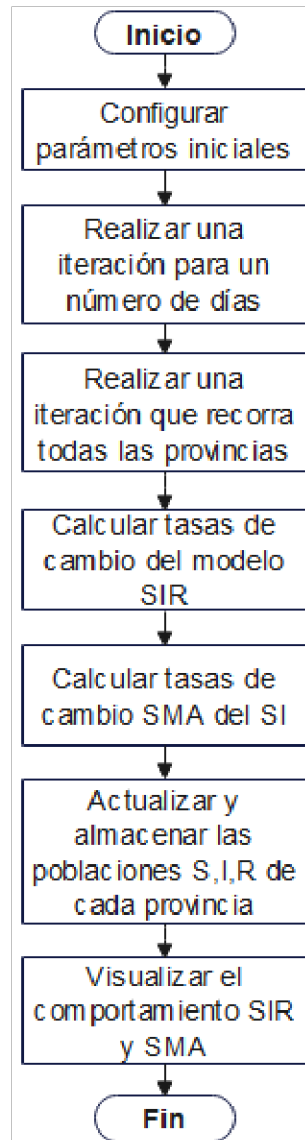 Inicio
Configurar
parámetros iniciales
Realizar una
iteración para un
número de días
Realizar una
iteración que recorra
todas las provincias
Calcular tasas de
cambio del modelo
SIR
Calcular tasas de
cambio SMA del SI
Actualizar y
almacenar las
poblaciones S,I,R de
cada provincia
Visualizar el
comportamiento SIR
y SMA
Fin